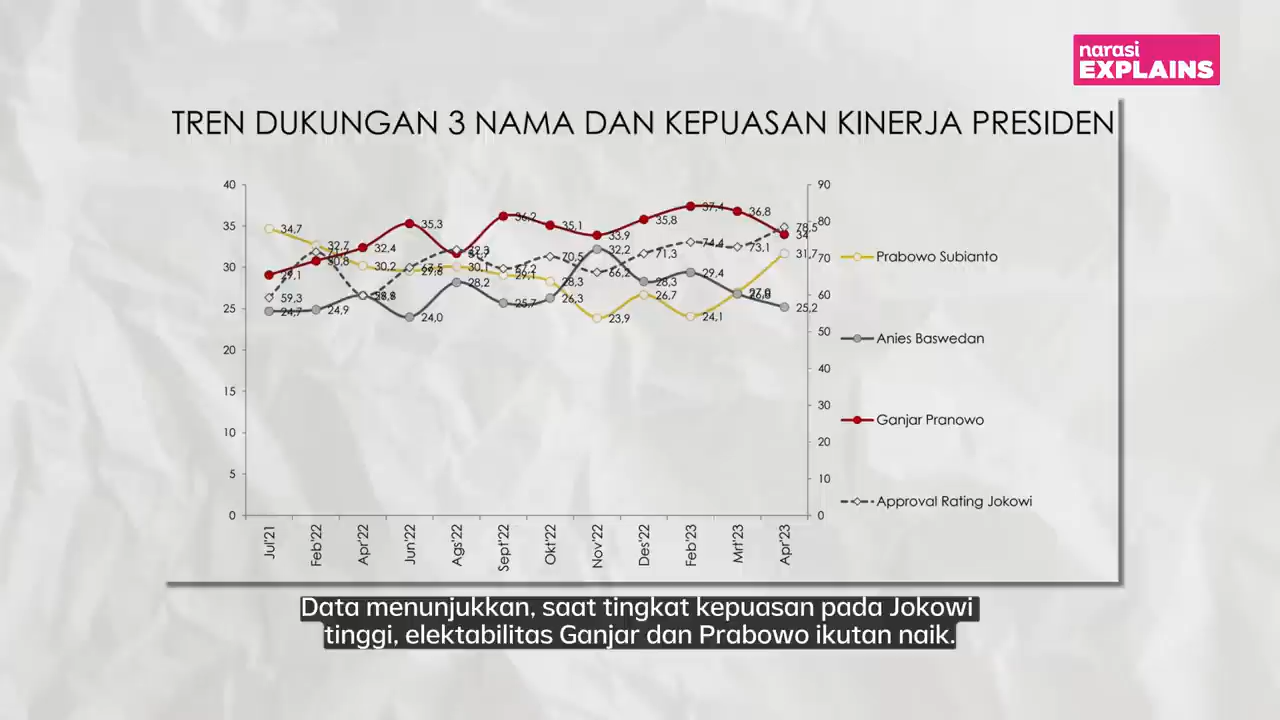 narasi
EXPLAINS
TREN DUKUNGAN 3 NAMA DAN KEPUASAN KINERJA PRESIDEN
40
35
30
25
20
15
10
5
0
90
80
70
60
50
40
30
20
10
0
34,7
32,7
30,2
30,1
29,1
28,3
23,9
26,7
24,1
31,7
24,7
24,9
24,0
28,2
25,7
26,3
32,2
28,3
29,4
25,2
29,1
30,8
32,4
35,3
36,2
35,1
33,9
35,8
37,4
36,8
34
59,3
70,5
66,2
71,3
74,4
73,1
78,5
Jul'21
Feb'22
Apr'22
Jun'22
Ags'22
Sept'22
Okt'22
Nov'22
Des'22
Feb'23
Mrt'23
Apr'23
Prabowo Subianto
Anies Baswedan
Ganjar Pranowo
Approval Rating Jokowi
Data menunjukkan, saat tingkat kepuasan pada Jokowi
tinggi, elektabilitas Ganjar dan Prabowo ikutan naik.